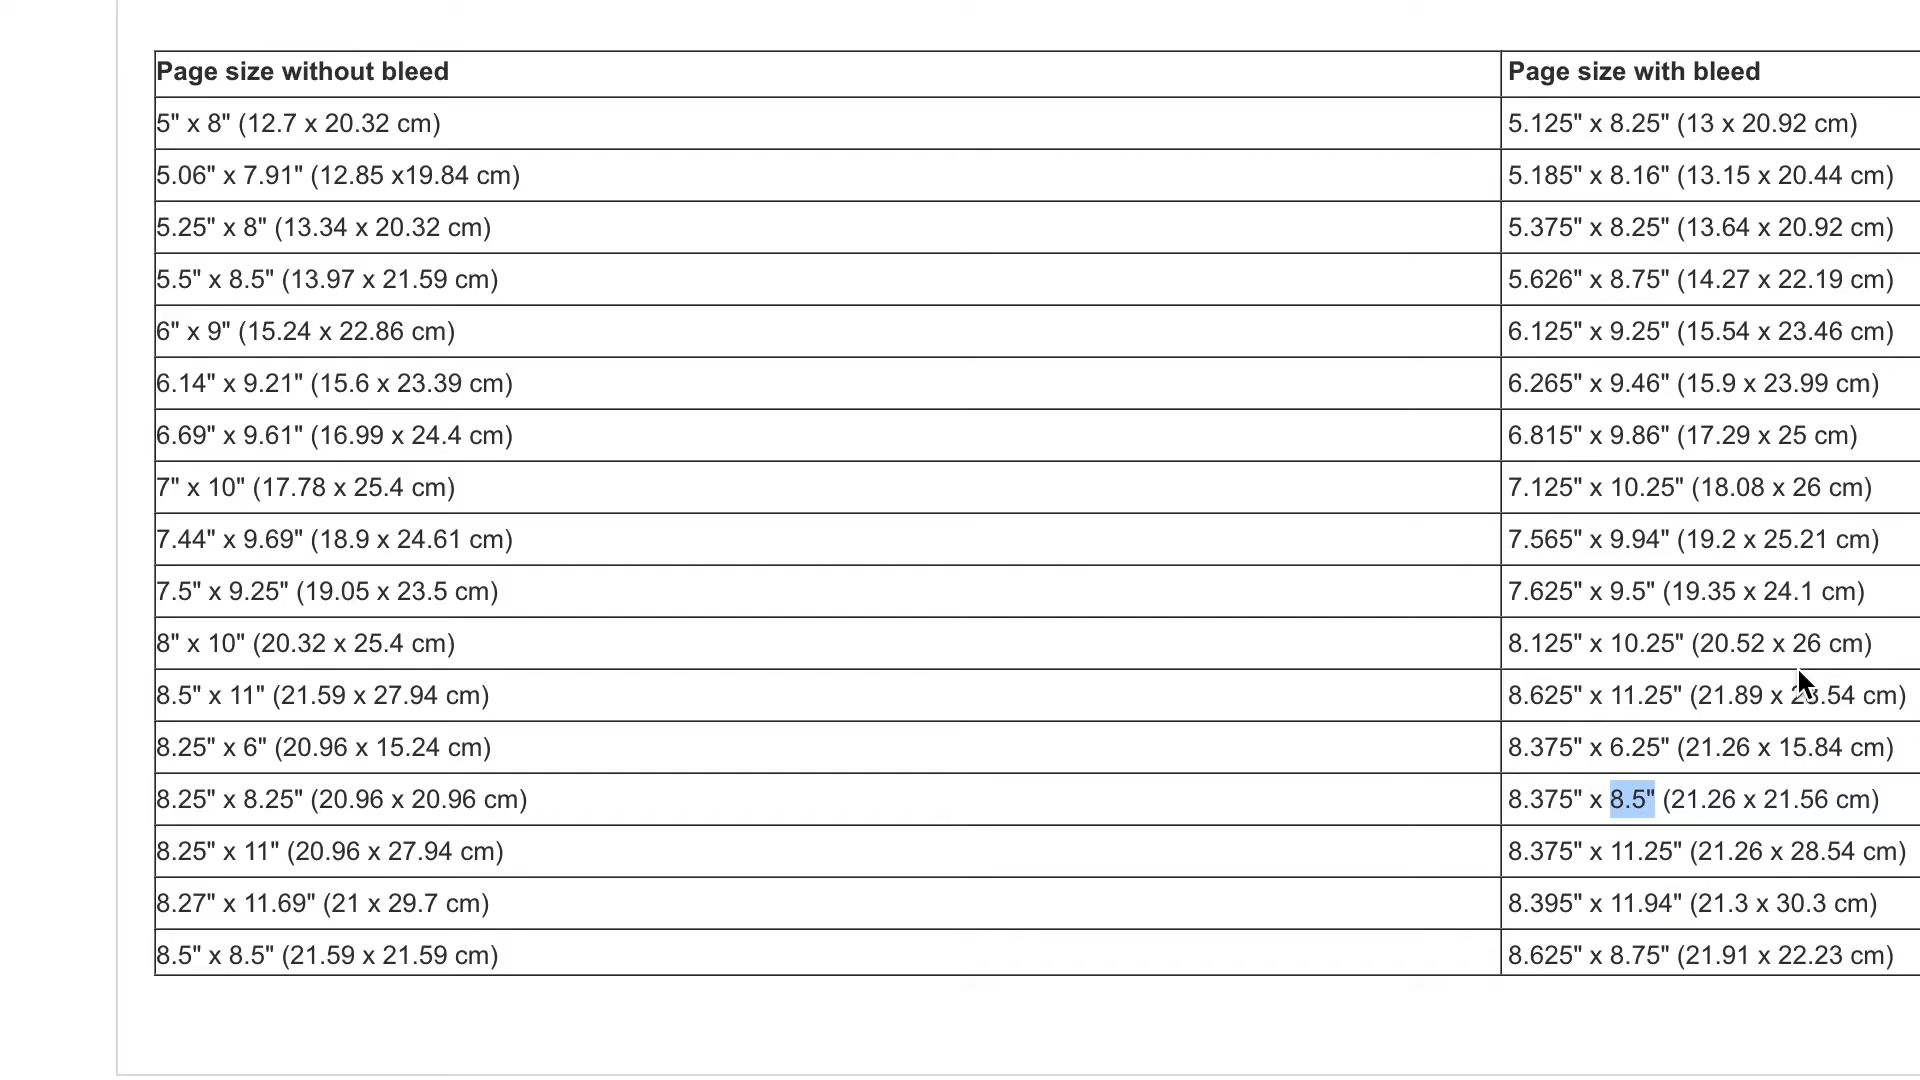 Page size without bleed Page size with bleed
5" x 8" (12.7 x 20.32 cm) 5.125" x 8.25" (13 x 20.92 cm)
5.06" x 7.91" (12.85 x19.84 cm) 5.185" x 8.16" (13.15 x 20.44 cm)
5.25" x 8" (13.34 x 20.32 cm) 5.375" x 8.25" (13.64 x 20.92 cm)
5.5" x 8.5" (13.97 x 21.59 cm) 5.626" x 8.75" (14.27 x 22.19 cm)
6" x 9" (15.24 x 22.86 cm) 6.125" x 9.25" (15.54 x 23.46 cm)
6.14" x 9.21" (15.6 x 23.39 cm) 6.265" x 9.46" (15.9 x 23.99 cm)
6.69" x 9.61" (16.99 x 24.4 cm) 6.815" x 9.86" (17.29 x 25 cm)
7" x 10" (17.78 x 25.4 cm) 7.125" x 10.25" (18.08 x 26 cm)
7.44" x 9.69" (18.9 x 24.61 cm) 7.565" x 9.94" (19.2 x 25.21 cm)
7.5" x 9.25" (19.05 x 23.5 cm) 7.625" x 9.5" (19.35 x 24.1 cm)
8" x 10" (20.32 x 25.4 cm) 8.125" x 10.25" (20.52 x 26 cm)
8.5" x 11" (21.59 x 27.94 cm) 8.625" x 11.25" (21.89 x 28.54 cm)
8.25" x 6" (20.96 x 15.24 cm) 8.375" x 6.25" (21.26 x 15.84 cm)
8.25" x 8.25" (20.96 x 20.96 cm) 8.375" x 8.5" (21.26 x 21.56 cm)
8.25" x 11" (20.96 x 27.94 cm) 8.375" x 11.25" (21.26 x 28.54 cm)
8.27" x 11.69" (21 x 29.7 cm) 8.395" x 11.94" (21.3 x 30.3 cm)
8.5" x 8.5" (21.59 x 21.59 cm) 8.625" x 8.75" (21.91 x 22.23 cm)